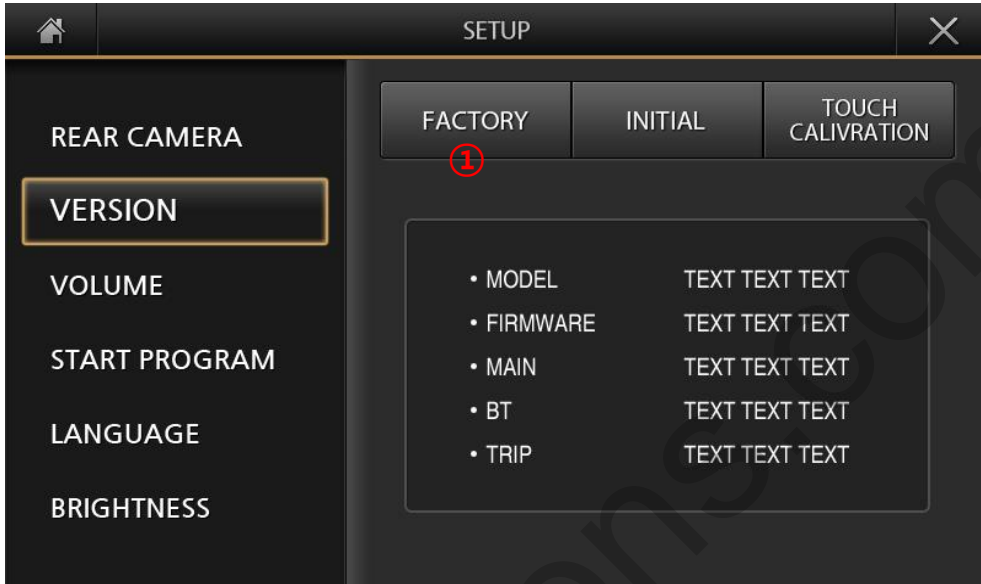 SETUP
FACTORY
INITIAL
TOUCH
CALIVRATION
①
REAR CAMERA
VERSION
VOLUME
START PROGRAM
LANGUAGE
BRIGHTNESS
• MODEL TEXT TEXT TEXT
• FIRMWARE TEXT TEXT TEXT
• MAIN TEXT TEXT TEXT
• BT TEXT TEXT TEXT
• TRIP TEXT TEXT TEXT